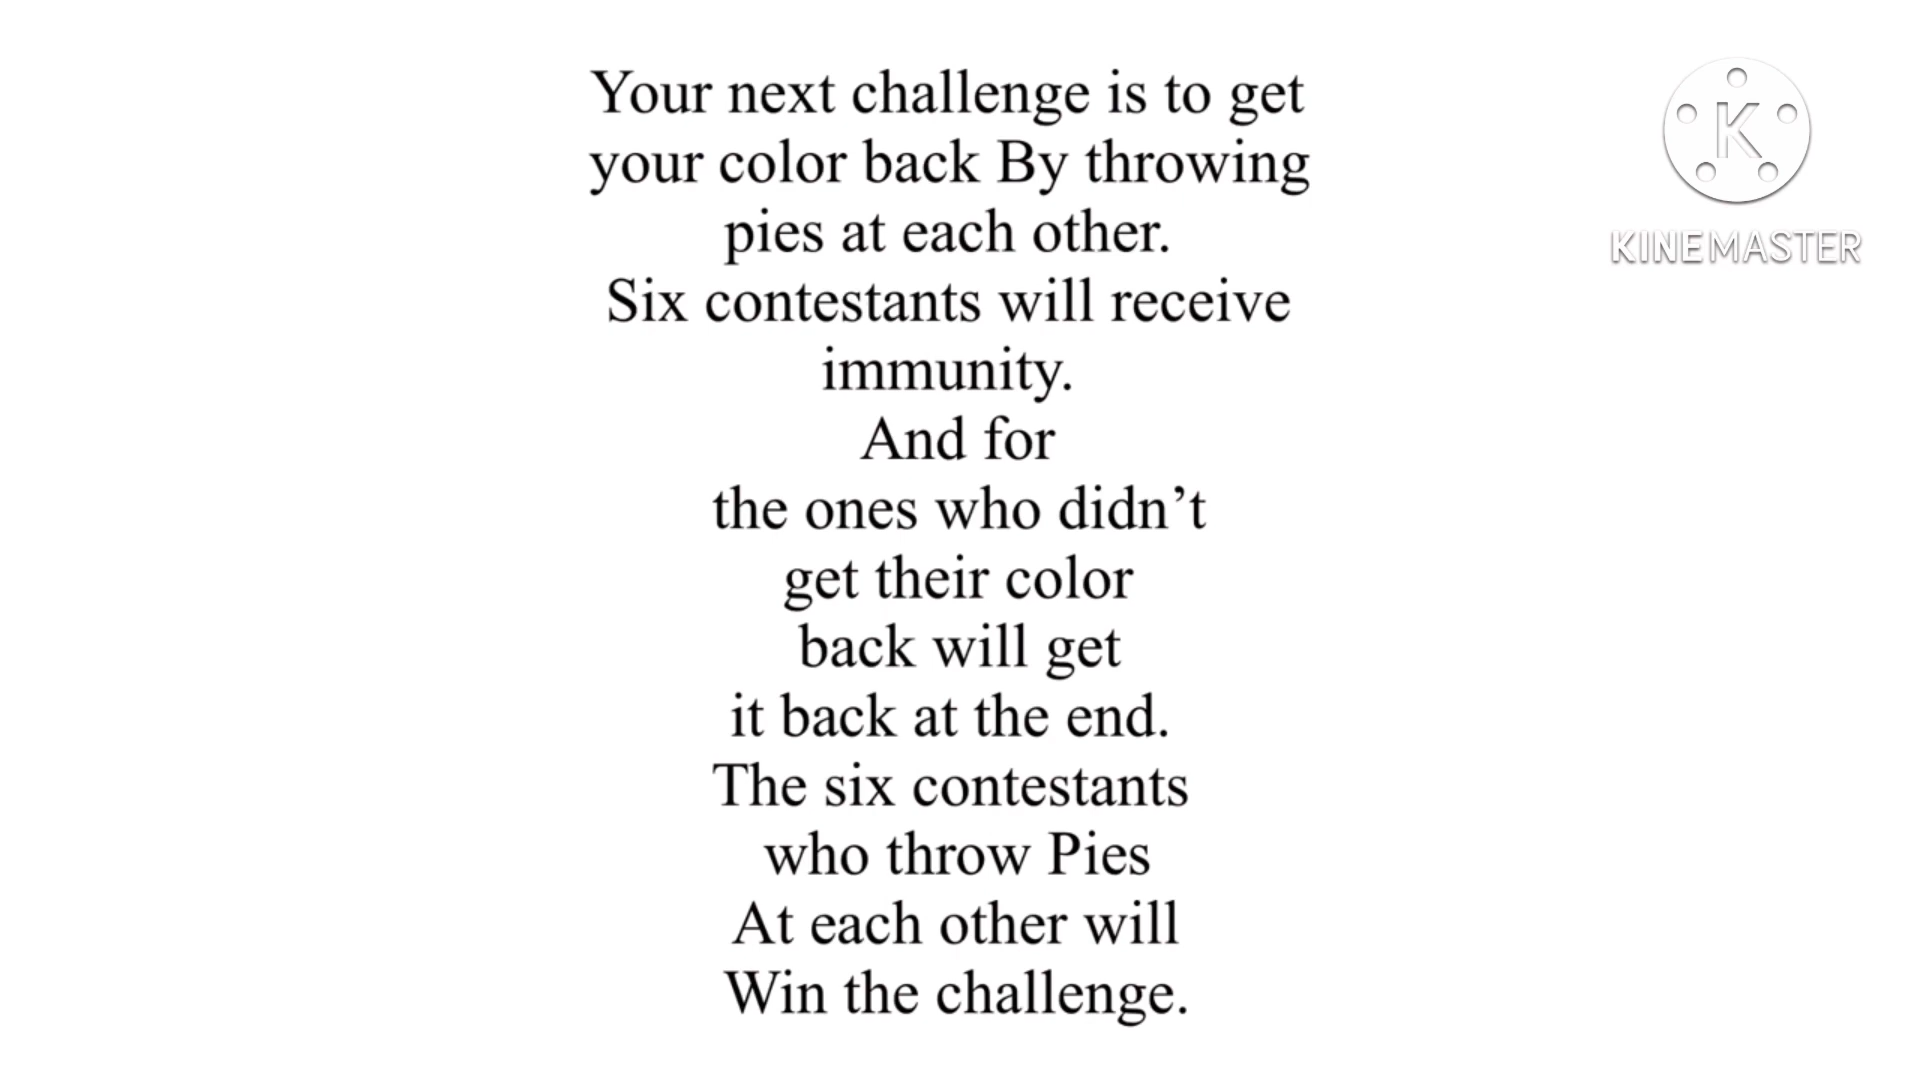 Your next challenge is to get
your color back By throwing
pies at each other.
Six contestants will receive
immunity.
And for
the ones who didn’t
get their color
back will get
it back at the end.
The six contestants
who throw Pies
At each other will
Win the challenge.
K
KINEMASTER